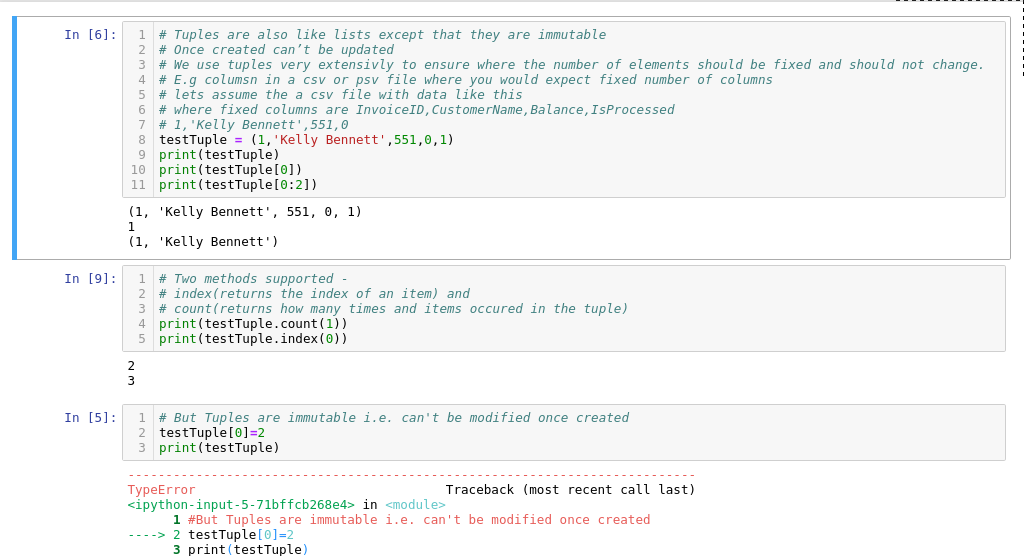 In [6]:
1 # Tuples are also like lists except that they are immutable
2 # Once created can’t be updated
3 # We use tuples very extensivly to ensure where the number of elements should be fixed and should not change.
4 # E.g columsn in a csv or psv file where you would expect fixed number of columns
5 # lets assume the a csv file with data like this
6 # where fixed columns are InvoiceID,CustomerName,Balance,IsProcessed
7 # 1,'Kelly Bennett',551,0
8 testTuple = (1,'Kelly Bennett',551,0,1)
9 print(testTuple)
10 print(testTuple[0])
11 print(testTuple[0:2])
(1, 'Kelly Bennett', 551, 0, 1)
1
(1, 'Kelly Bennett')
In [9]:
1 # Two methods supported -
2 # index(returns the index of an item) and
3 # count(returns how many times and items occured in the tuple)
4 print(testTuple.count(1))
5 print(testTuple.index(0))
2
3
In [5]:
1 # But Tuples are immutable i.e. can't be modified once created
2 testTuple[0]=2
3 print(testTuple)
---------------------------------------------------------------------------
TypeError                                 Traceback (most recent call last)
<ipython-input-5-71bffcb268e4> in <module>
      1 #But Tuples are immutable i.e. can't be modified once created
----> 2 testTuple[0]=2
      3 print(testTuple)